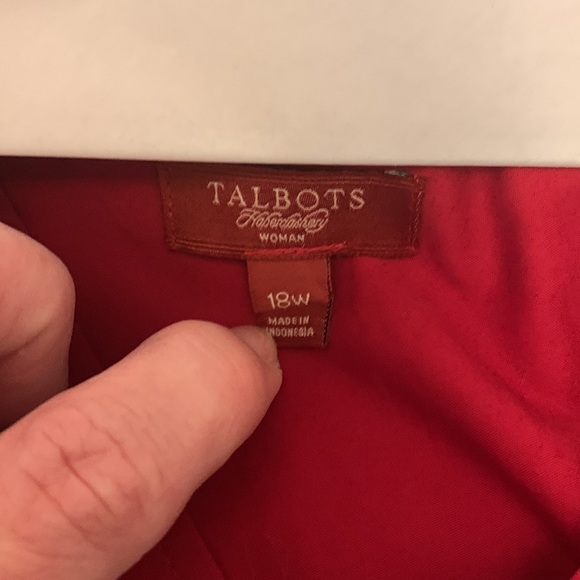 TALBOTS
Haberdashery
WOMAN
18W
MADE IN
INDONESIA